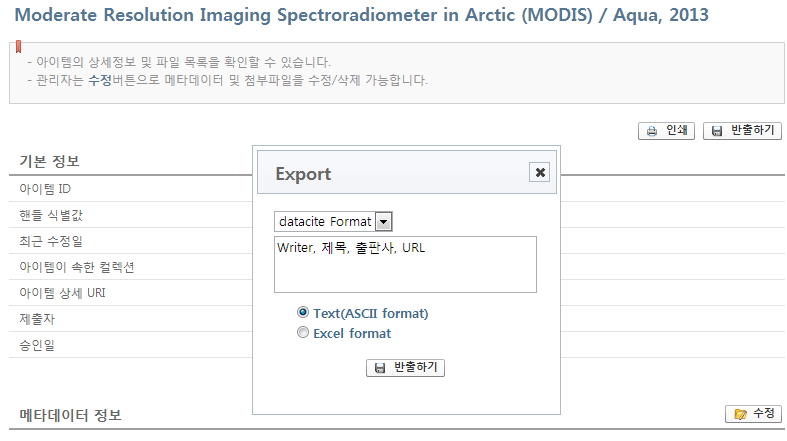 Moderate Resolution Imaging Spectroradiometer in Arctic (MODIS) / Aqua, 2013
- 아이템의 상세정보 및 파일 목록을 확인할 수 있습니다.
- 관리자는 수정버튼으로 메타데이터 및 첨부파일을 수정/삭제 가능합니다.
인쇄 반출하기
기본 정보
아이템 ID
핸들 식별값
최근 수정일
아이템이 속한 컬렉션
아이템 상세 URI
제출자
승인일
Export
datacite Format
Writer, 제목, 출판사, URL
Text(ASCII format)
Excel format
반출하기
메타데이터 정보
수정